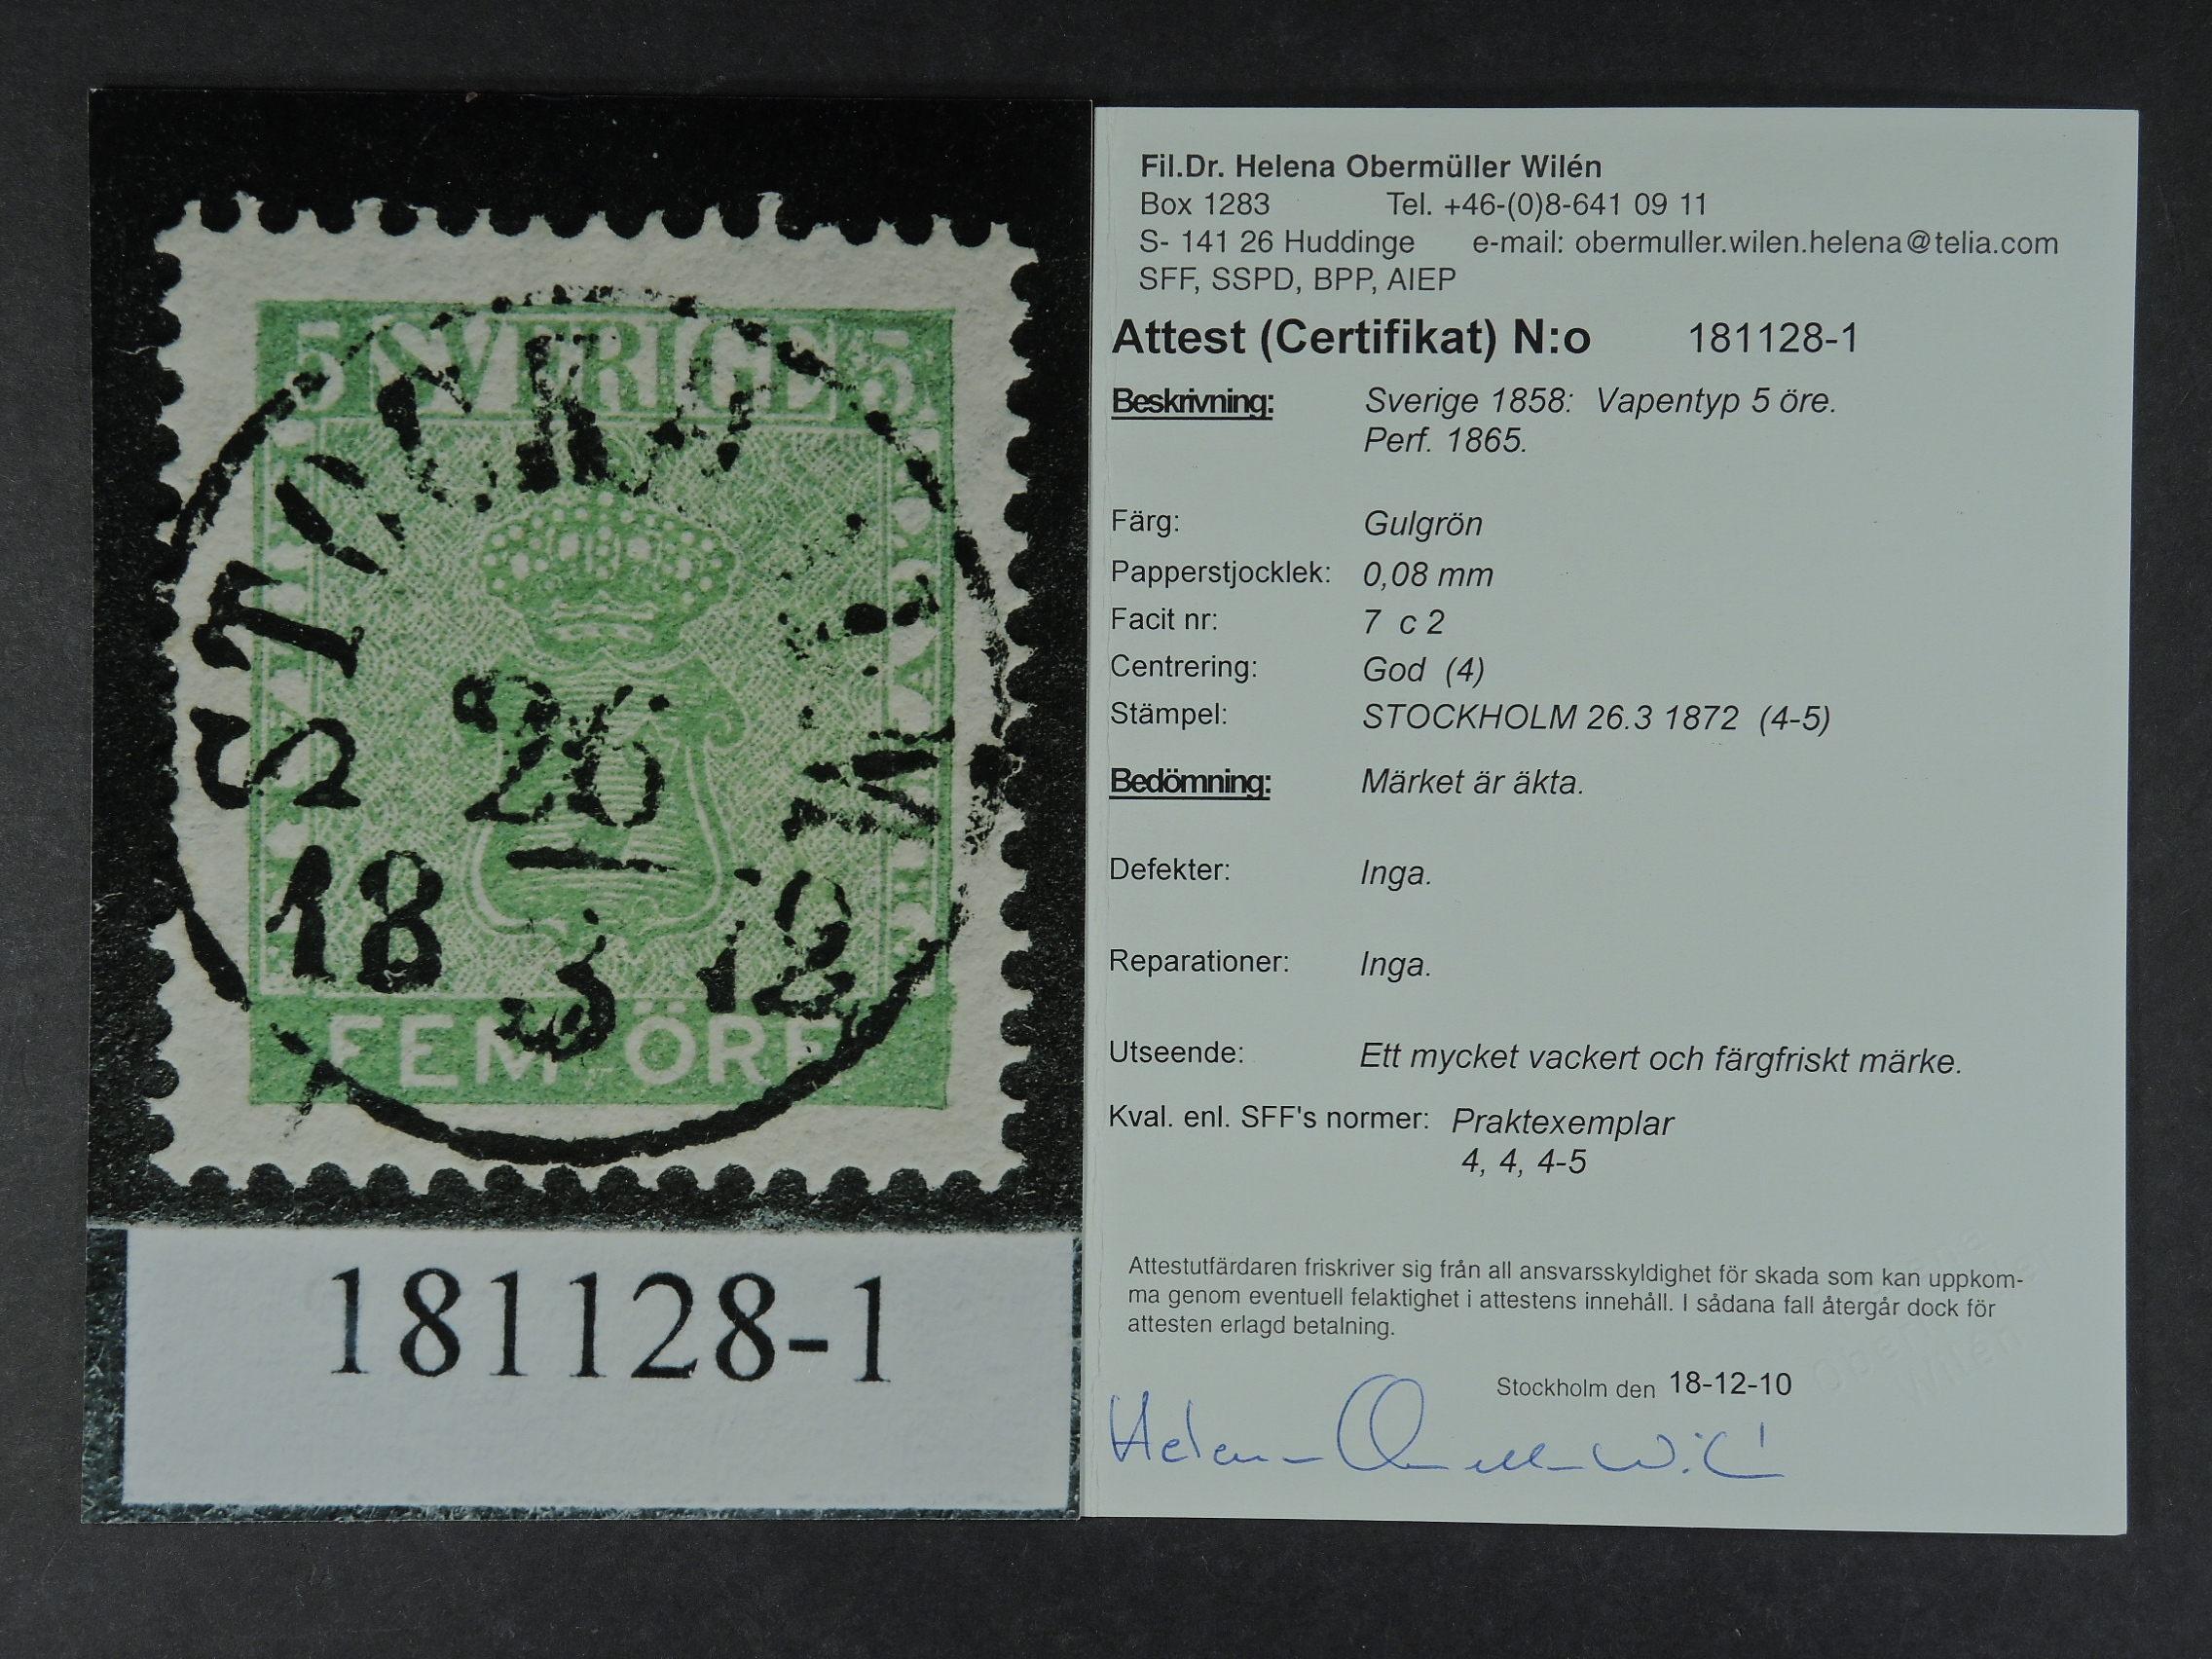 5 SVERIGE 5
STOCKHOLM
26
18 3 72
FEM ÖRE
181128-1
Fil.Dr. Helena Obermüller Wilén
Box 1283 Tel. +46-(0)8-641 09 11
S- 141 26 Huddinge e-mail: obermuller.wilen.helena@telia.com
SFF, SSPD, BPP, AIEP
Attest (Certifikat) N:o 181128-1
Beskrivning: Sverige 1858: Vapentyp 5 öre.
Perf. 1865.
Färg: Gulgrön
Papperstjocklek: 0,08 mm
Facit nr: 7 c 2
Centrering: God (4)
Stämpel: STOCKHOLM 26.3 1872 (4-5)
Bedömning: Märket är äkta.
Defekter: Inga.
Reparationer: Inga.
Utseende: Ett mycket vackert och färgfriskt märke.
Kval. enl. SFF's normer: Praktexemplar
4, 4, 4-5
Attestutfärdaren friskriver sig från all ansvarsskyldighet för skada som kan uppkom-
ma genom eventuell felaktighet i attestens innehåll. I sådana fall återgår dock för
attesten erlagd betalning.
Stockholm den 18-12-10